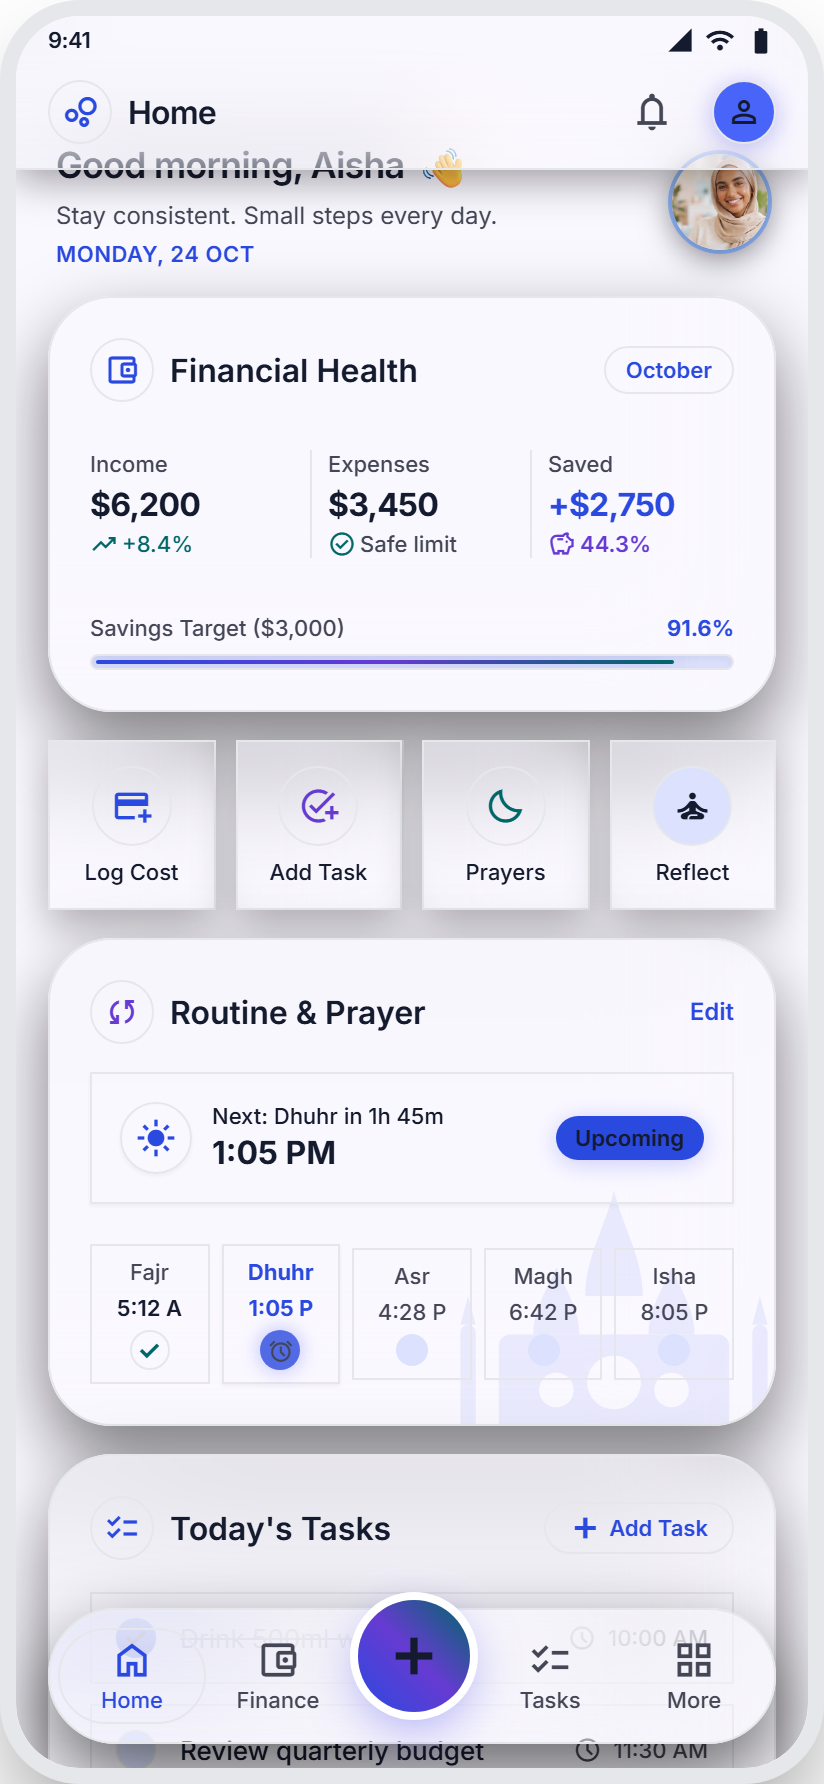 9:41
Home
Good morning, Aisha 👋
Stay consistent. Small steps every day.
MONDAY, 24 OCT
Financial Health
October
Income
$6,200
+8.4%
Expenses
$3,450
Safe limit
Saved
+$2,750
44.3%
Savings Target ($3,000)
91.6%
Log Cost
Add Task
Prayers
Reflect
Routine & Prayer
Edit
Next: Dhuhr in 1h 45m
1:05 PM
Upcoming
Fajr
5:12 A
Dhuhr
1:05 P
Asr
4:28 P
Magh
6:42 P
Isha
8:05 P
Today's Tasks
Add Task
Drink 500ml
10:00 AM
Home
Finance
Tasks
More
Review quarterly budget
11:30 AM